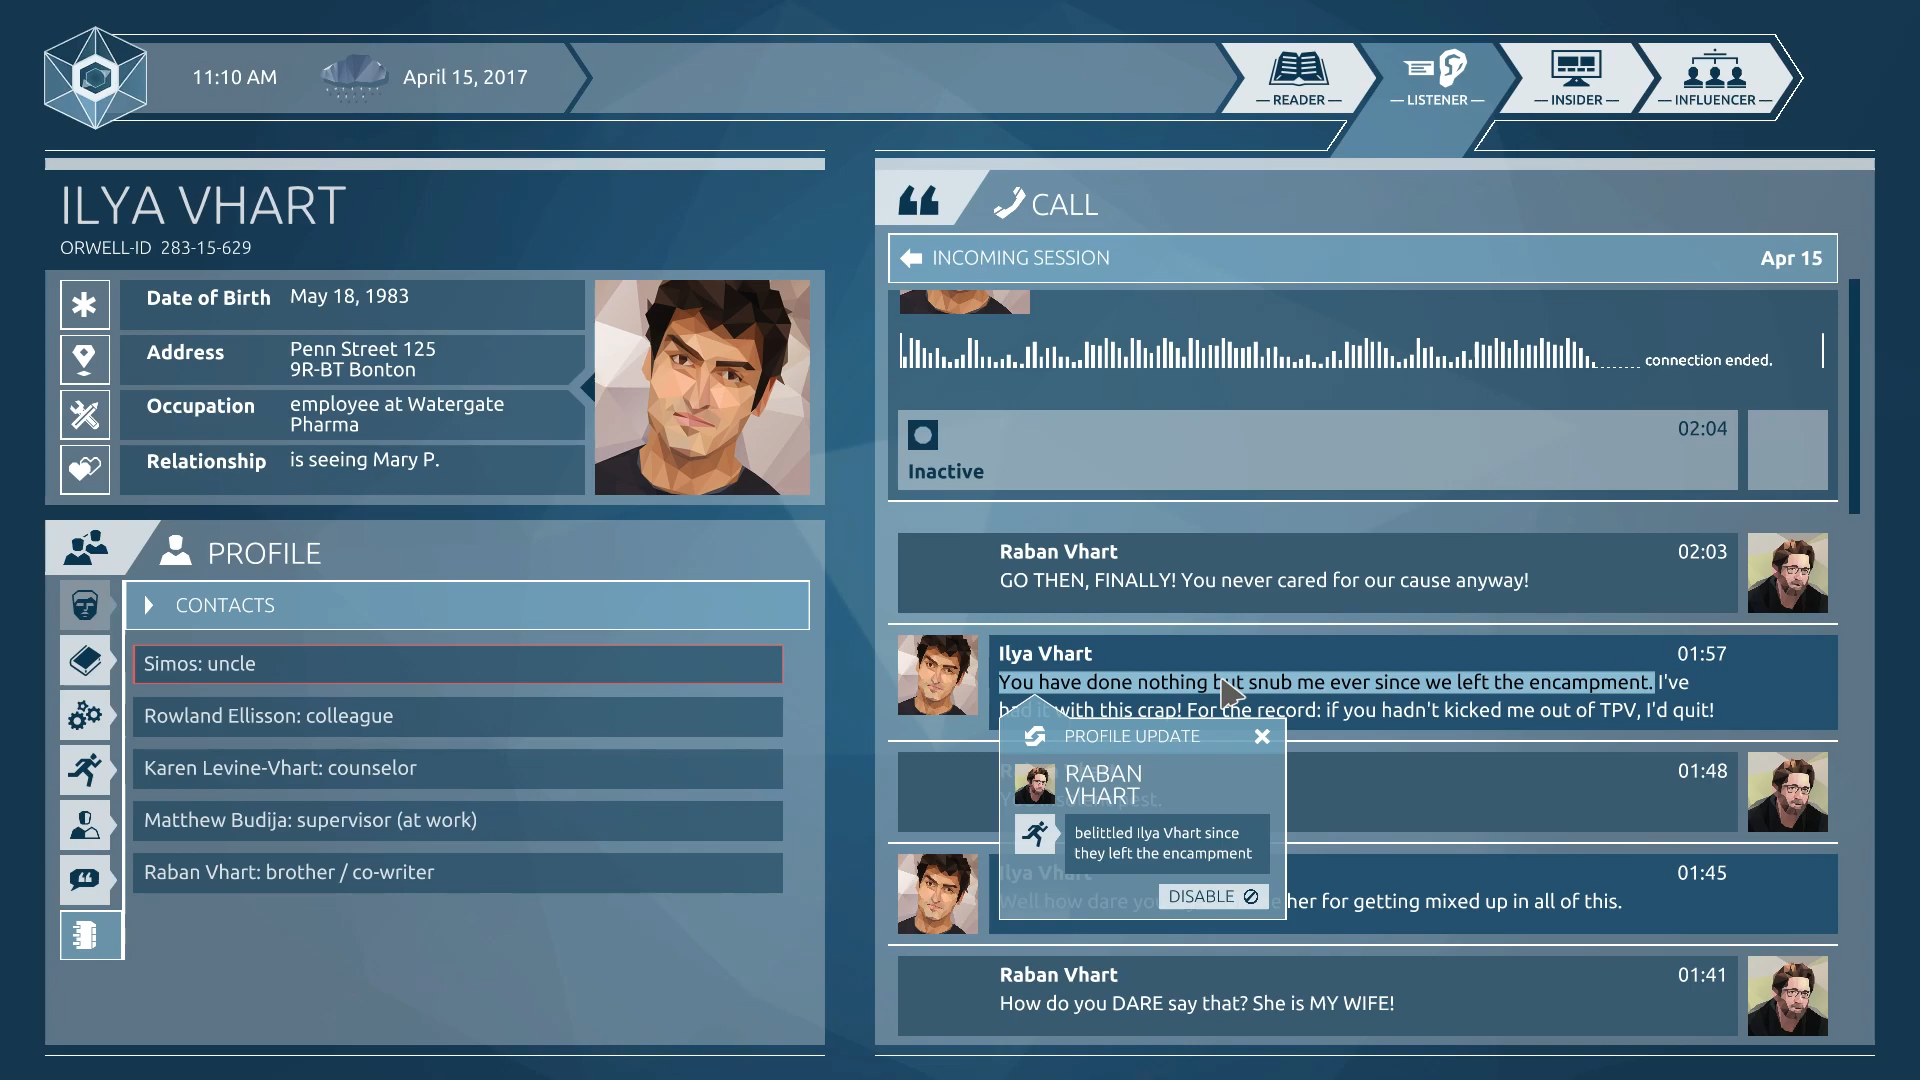 11:10 AM
April 15, 2017
READER
LISTENER
INSIDER
INFLUENCER
ILYA VHART
ORWELL-ID 283-15-629
Date of Birth May 18, 1983
Address Penn Street 125
9R-BT Bonton
Occupation employee at Watergate
Pharma
Relationship is seeing Mary P.
PROFILE
CONTACTS
Simos: uncle
Rowland Ellisson: colleague
Karen Levine-Vhart: counselor
Matthew Budija: supervisor (at work)
Raban Vhart: brother / co-writer
CALL
INCOMING SESSION Apr 15
connection ended.
02:04
Inactive
Raban Vhart 02:03
GO THEN, FINALLY! You never cared for our cause anyway!
Ilya Vhart 01:57
You have done nothing but snub me ever since we left the encampment. I've
had it with this crap! For the record: if you hadn't kicked me out of TPV, I'd quit!
PROFILE UPDATE
RABAN
VHART
belittled Ilya Vhart since
they left the encampment
DISABLE
01:48
Ilya Vhart 01:45
Well how dare you her for getting mixed up in all of this.
Raban Vhart 01:41
How do you DARE say that? She is MY WIFE!